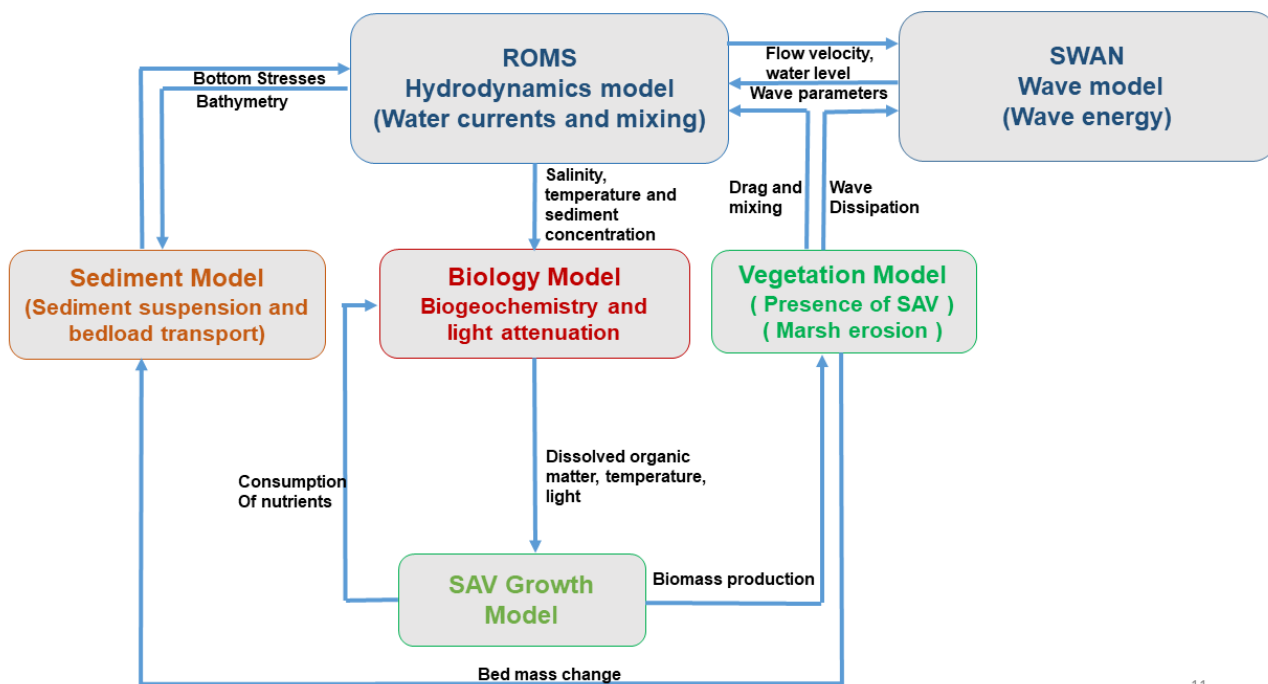 ROMS
Hydrodynamics model
(Water currents and mixing)
Flow velocity,
water level
Wave parameters
SWAN
Wave model
(Wave energy)
Bottom Stresses
Bathymetry
Salinity,
temperature and
sediment
concentration
Drag and
mixing
Wave
Dissipation
Sediment Model
(Sediment suspension and
bedload transport)
Biology Model
Biogeochemistry and
light attenuation
Vegetation Model
( Presence of SAV )
( Marsh erosion )
Consumption
Of nutrients
Dissolved organic
matter, temperature,
light
SAV Growth
Model
Biomass production
Bed mass change